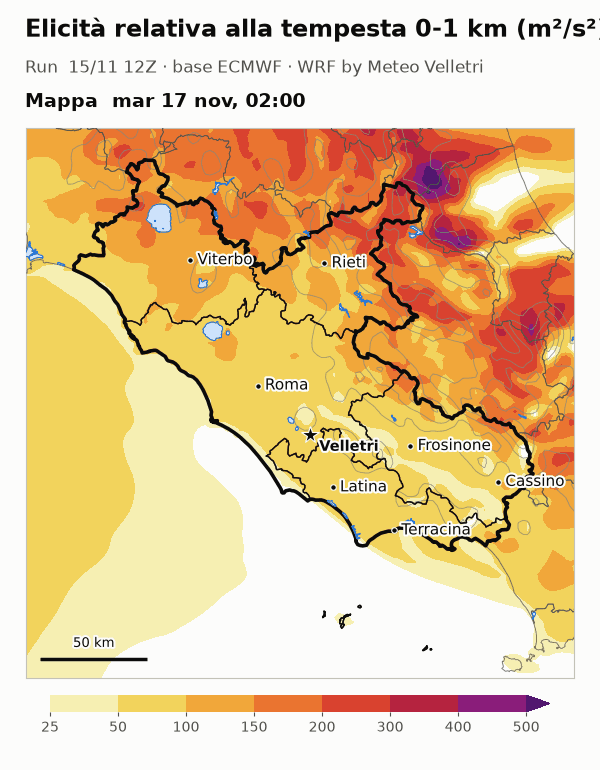 Elicità relativa alla tempesta 0-1 km (m²/s²)
Run 15/11 12Z · base ECMWF · WRF by Meteo Velletri
Mappa mar 17 nov, 02:00
Viterbo
Rieti
Roma
Velletri
Frosinone
Cassino
Latina
Terracina
50 km
25 50 100 150 200 300 400 500